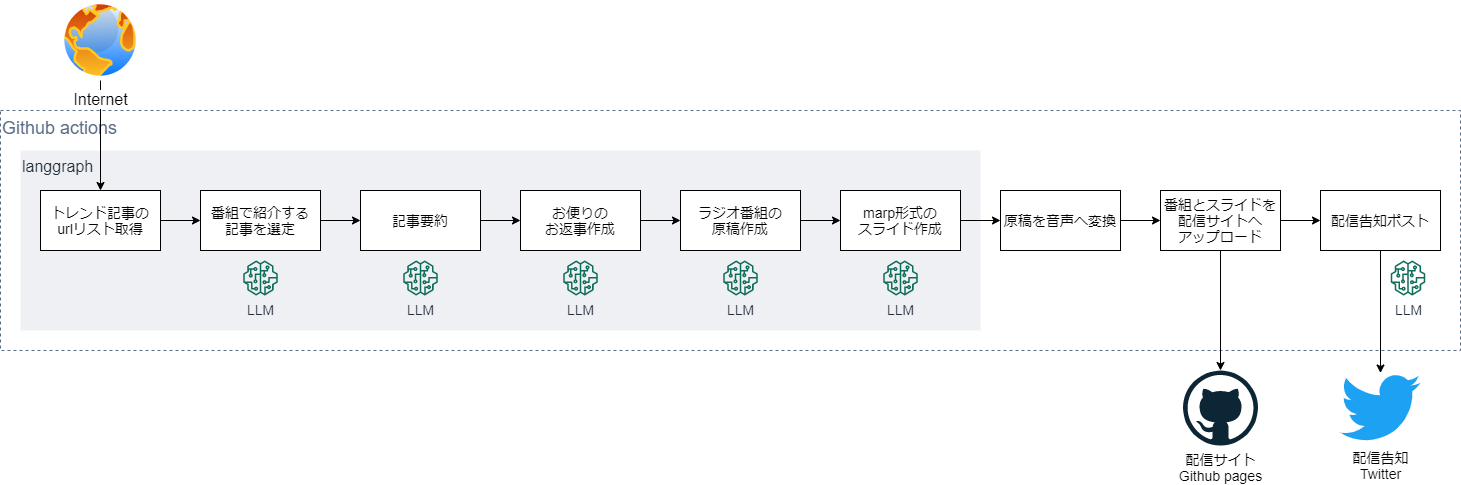 Internet
Github actions
langgraph
トレンド記事の
urlリスト取得
番組で紹介する
記事を選定
記事要約
お便りの
お返事作成
ラジオ番組の
原稿作成
marp形式の
スライド作成
原稿を音声へ変換
番組とスライドを
配信サイトへ
アップロード
配信告知ポスト
LLM
LLM
LLM
LLM
LLM
LLM
配信サイト
Github pages
配信告知
Twitter